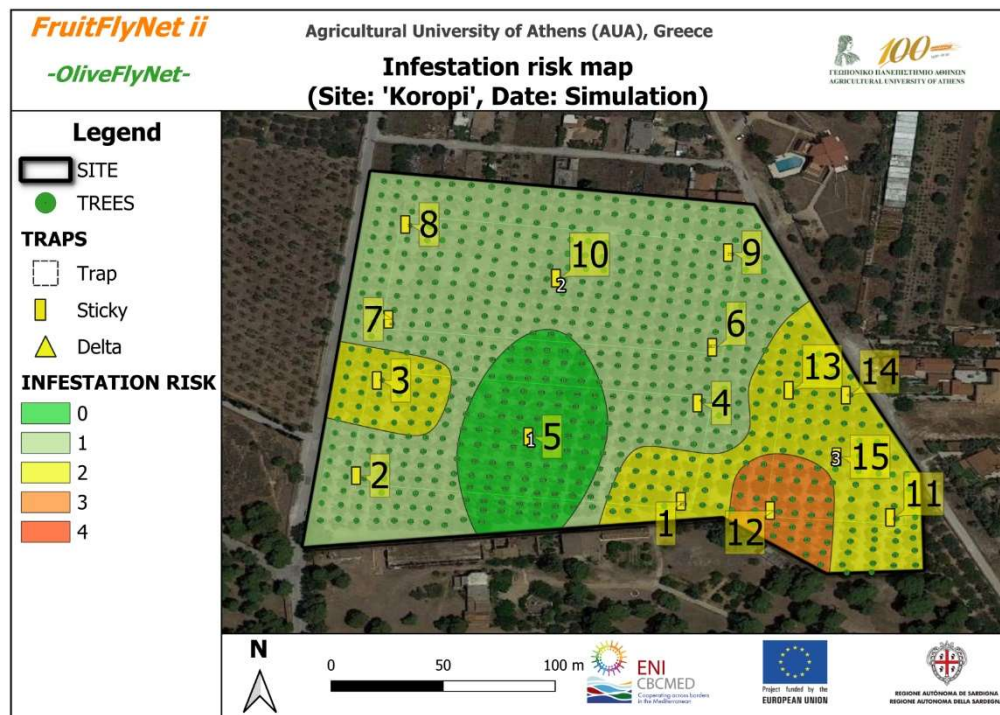 FruitFlyNet ii
-OliveFlyNet-
Agricultural University of Athens (AUA), Greece
Infestation risk map
(Site: 'Koropi', Date: Simulation)
100
ΓΕΩΠΟΝΙΚΟ ΠΑΝΕΠΙΣΤΗΜΙΟ ΑΘΗΝΩΝ
AGRICULTURAL UNIVERSITY OF ATHENS
Legend
SITE
TREES
TRAPS
Trap
Sticky
Delta
INFESTATION RISK
0
1
2
3
4
8
10
2
9
7
6
3
13
14
4
5
1
3
15
2
1
12
11
N
0 50 100 m
ENI
CBCMED
Cooperating across borders
in the Mediterranean
Project funded by the
EUROPEAN UNION
REGIONE AUTÒNOMA DE SARDIGNA
REGIONE AUTONOMA DELLA SARDEGNA